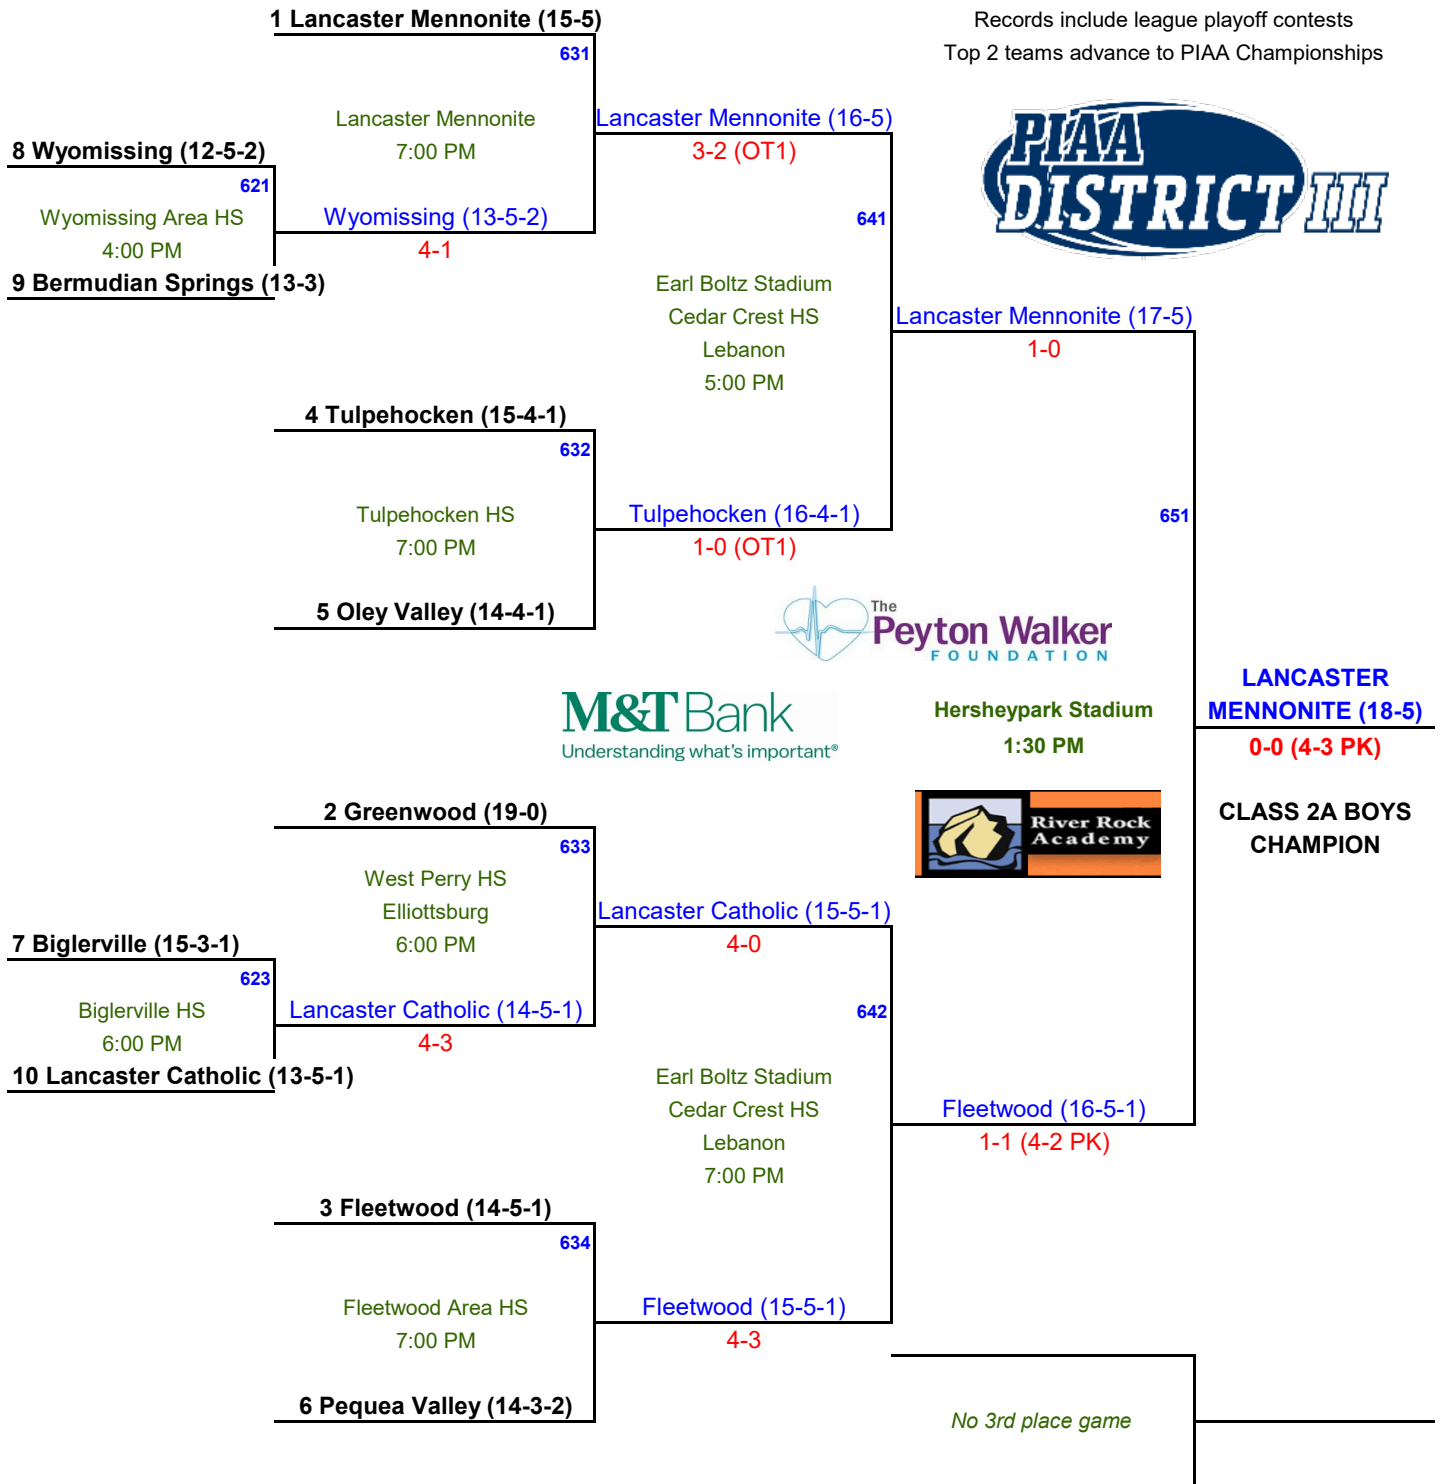 1 Lancaster Mennonite (15-5)
Records include league playoff contests
Top 2 teams advance to PIAA Championships
631
Lancaster Mennonite
7:00 PM
Lancaster Mennonite (16-5)
3-2 (OT1)
PIAA
DISTRICT III
8 Wyomissing (12-5-2)
621
Wyomissing Area HS
4:00 PM
Wyomissing (13-5-2)
4-1
9 Bermudian Springs (13-3)
641
Earl Boltz Stadium
Cedar Crest HS
Lebanon
5:00 PM
Lancaster Mennonite (17-5)
1-0
4 Tulpehocken (15-4-1)
632
Tulpehocken HS
7:00 PM
Tulpehocken (16-4-1)
1-0 (OT1)
5 Oley Valley (14-4-1)
651
The
Peyton Walker
FOUNDATION
M&T Bank
Understanding what's important®
Hersheypark Stadium
1:30 PM
LANCASTER
MENNONITE (18-5)
0-0 (4-3 PK)
CLASS 2A BOYS
CHAMPION
River Rock
Academy
2 Greenwood (19-0)
633
West Perry HS
Elliottsburg
6:00 PM
Lancaster Catholic (15-5-1)
4-0
7 Biglerville (15-3-1)
623
Biglerville HS
6:00 PM
Lancaster Catholic (14-5-1)
4-3
10 Lancaster Catholic (13-5-1)
642
Earl Boltz Stadium
Cedar Crest HS
Lebanon
7:00 PM
Fleetwood (16-5-1)
1-1 (4-2 PK)
3 Fleetwood (14-5-1)
634
Fleetwood Area HS
7:00 PM
Fleetwood (15-5-1)
4-3
6 Pequea Valley (14-3-2)
No 3rd place game